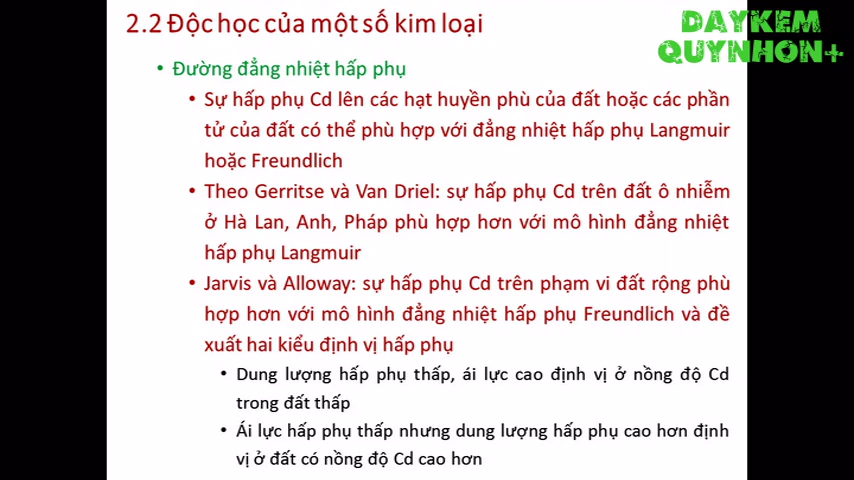 2.2 Độc học của một số kim loại
DAYKEM
QUYNHON+
• Đường đẳng nhiệt hấp phụ
• Sự hấp phụ Cd lên các hạt huyền phù của đất hoặc các phần
tử của đất có thể phù hợp với đẳng nhiệt hấp phụ Langmuir
hoặc Freundlich
• Theo Gerritse và Van Driel: sự hấp phụ Cd trên đất ô nhiễm
ở Hà Lan, Anh, Pháp phù hợp hơn với mô hình đẳng nhiệt
hấp phụ Langmuir
• Jarvis và Alloway: sự hấp phụ Cd trên phạm vi đất rộng phù
hợp hơn với mô hình đẳng nhiệt hấp phụ Freundlich và đề
xuất hai kiểu định vị hấp phụ
• Dung lượng hấp phụ thấp, ái lực cao định vị ở nồng độ Cd
trong đất thấp
• Ái lực hấp phụ thấp nhưng dung lượng hấp phụ cao hơn định
vị ở đất có nồng độ Cd cao hơn